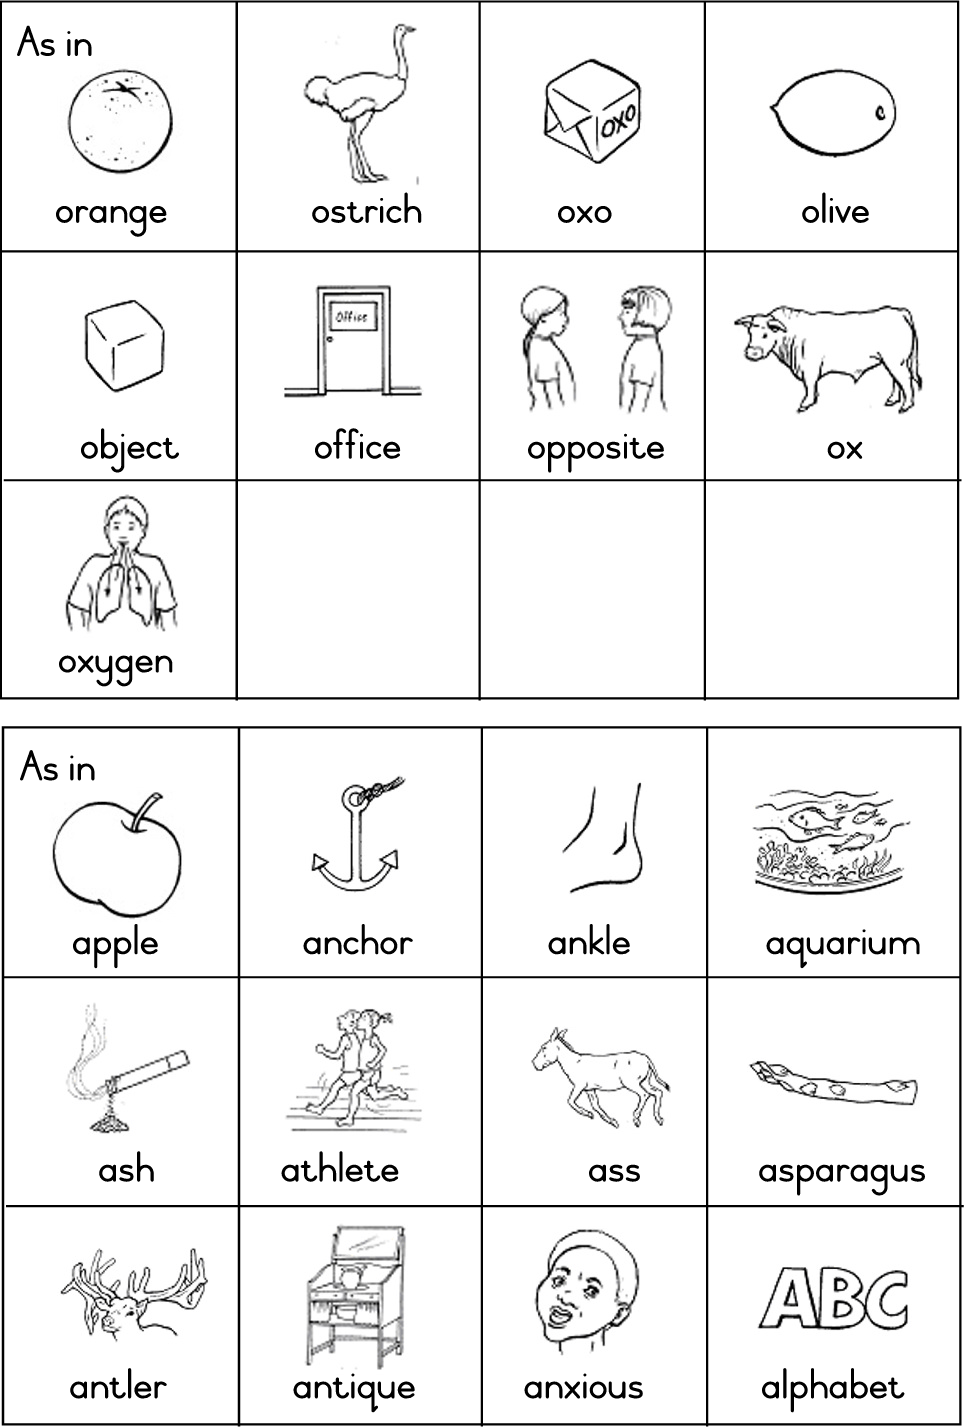 As in
orange
ostrich
OXO
oxo
olive
object
Office
office
opposite
ox
oxygen
As in
apple
anchor
ankle
aquarium
ash
athlete
ass
asparagus
antler
antique
anxious
ABC
alphabet